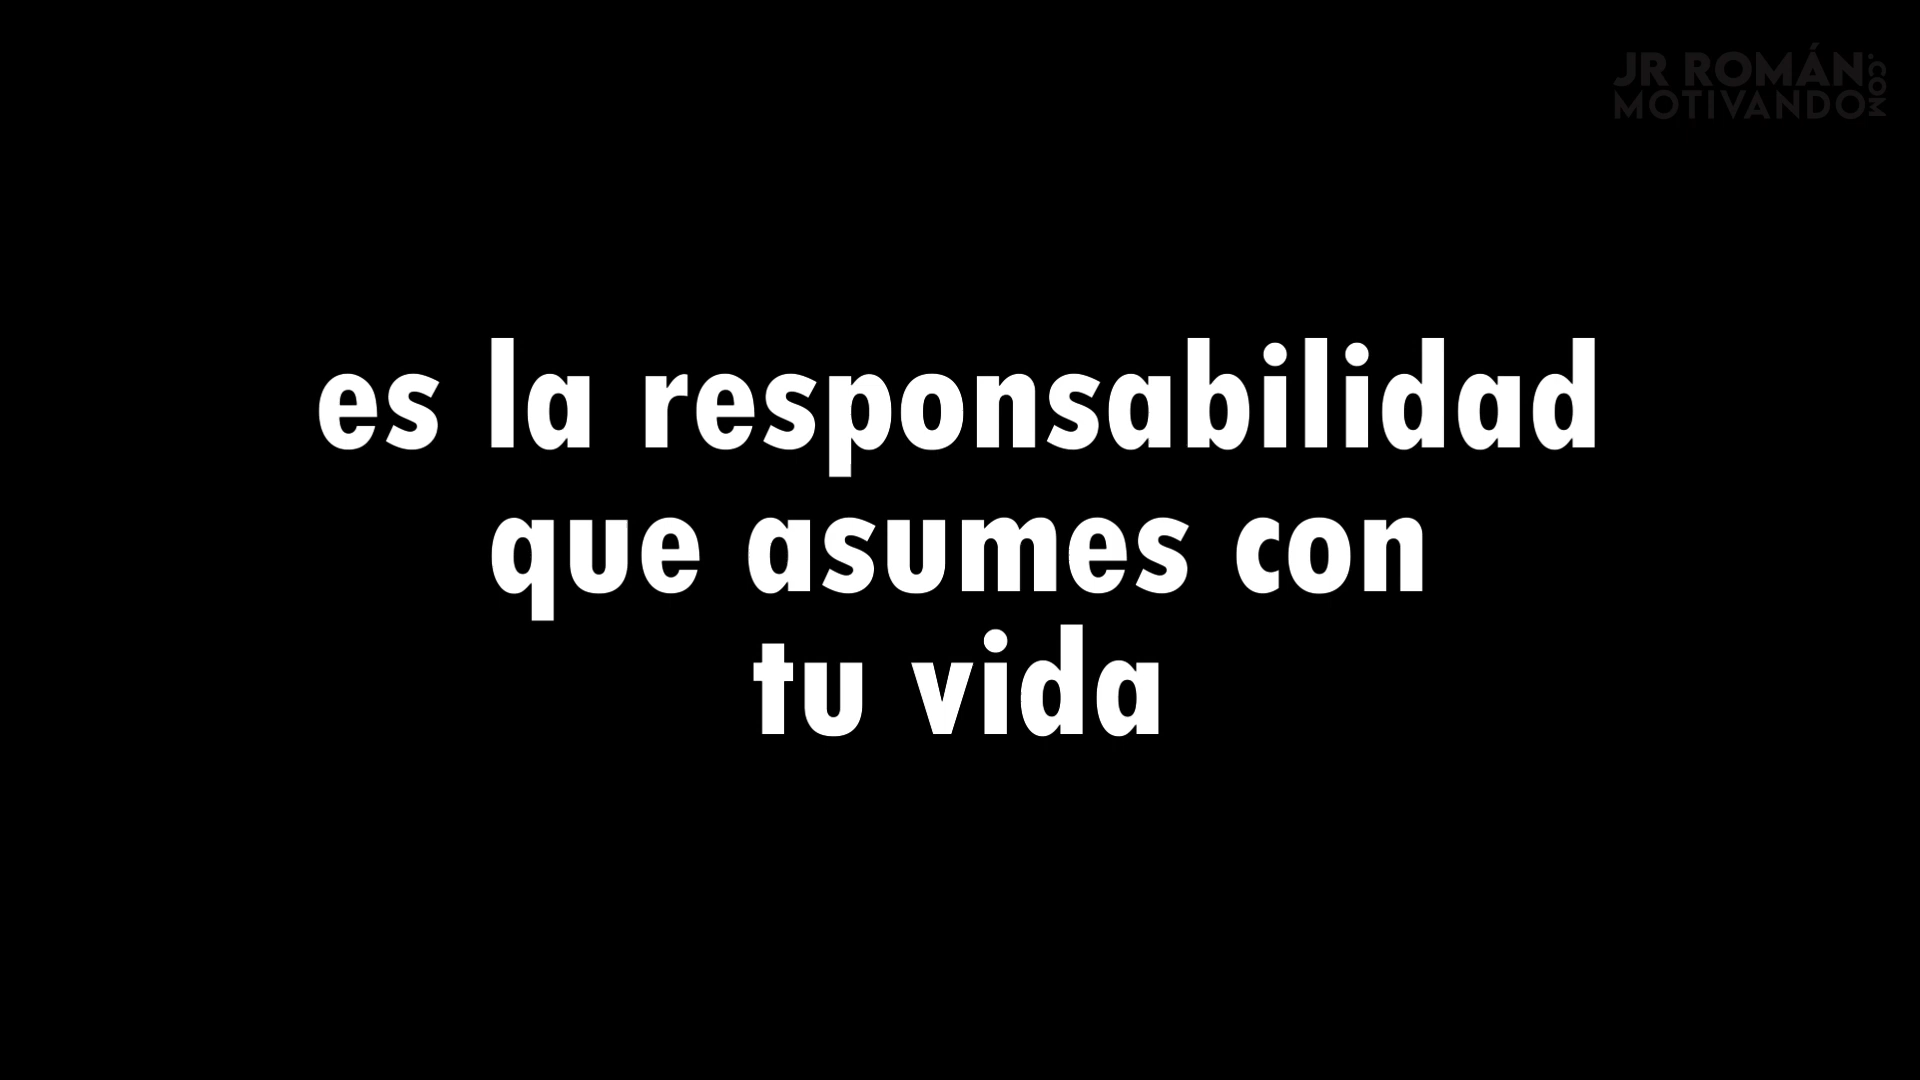 JR ROMÁN
MOTIVANDO
.COM
es la responsabilidad
que asumes con
tu vida